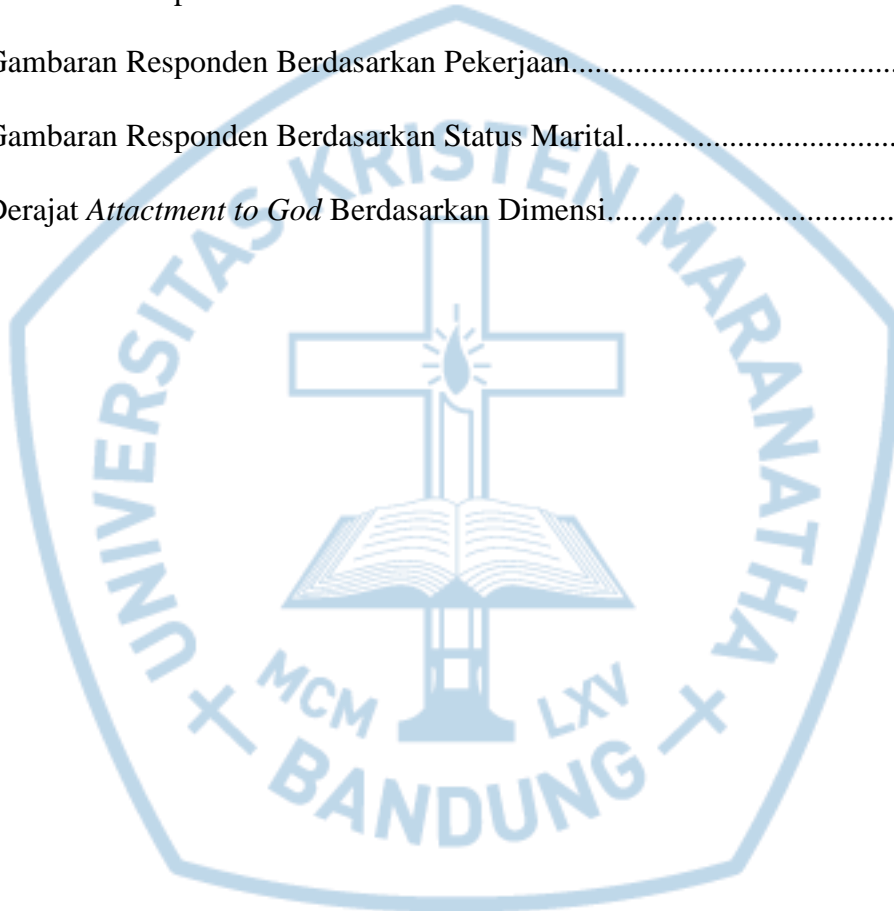 Gambaran Responden Berdasarkan Pekerjaan
Gambaran Responden Berdasarkan Status Marital
Derajat Attactment to God Berdasarkan Dimensi
UNIVERSITAS KRISTEN MARANATHA
MCM LXV
BANDUNG